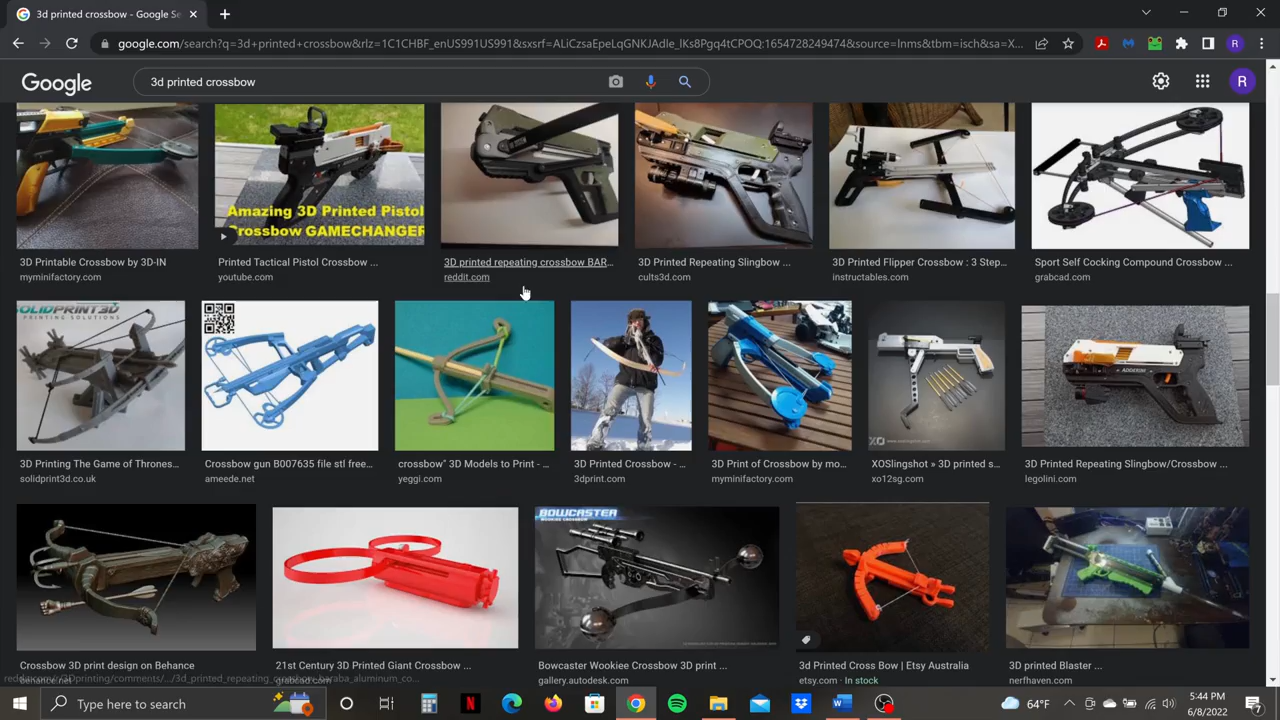 3d printed crossbow - Google Se
google.com/search?q=3d+printed+crossbow&rlz=1C1CHBF_enUS991US991&sxsrf=ALiCzsaEpeLqGNKJAdle_lKs8Pgq4tCPOQ:1654728249474&source=lnms&tbm=isch&sa=X...
R
Google
3d printed crossbow
R
Amazing 3D Printed Pistol
Crossbow GAMECHANGER
3D Printable Crossbow by 3D-IN
myminifactory.com
Printed Tactical Pistol Crossbow ...
youtube.com
3D printed repeating crossbow BAR...
reddit.com
3D Printed Repeating Slingbow ...
cults3d.com
3D Printed Flipper Crossbow : 3 Step...
instructables.com
Sport Self Cocking Compound Crossbow ...
grabcad.com
SOLIDPRINT3D
PRINTING SOLUTIONS
XO
ADDERINI
3D Printing The Game of Thrones...
solidprint3d.co.uk
Crossbow gun B007635 file stl free...
ameede.net
crossbow" 3D Models to Print - ...
yeggi.com
3D Printed Crossbow - ...
3dprint.com
3D Print of Crossbow by mo...
myminifactory.com
XOSlingshot » 3D printed s...
xo12sg.com
3D Printed Repeating Slingbow/Crossbow ...
legolini.com
BOWCASTER
WOOKIEE CROSSBOW
Crossbow 3D print design on Behance
behance.net
21st Century 3D Printed Giant Crossbow ...
grabcad.com
Bowcaster Wookiee Crossbow 3D print ...
gallery.autodesk.com
3d Printed Cross Bow | Etsy Australia
etsy.com · In stock
3D printed Blaster ...
nerfhaven.com
Type here to search
64°F
5:44 PM
6/8/2022
7